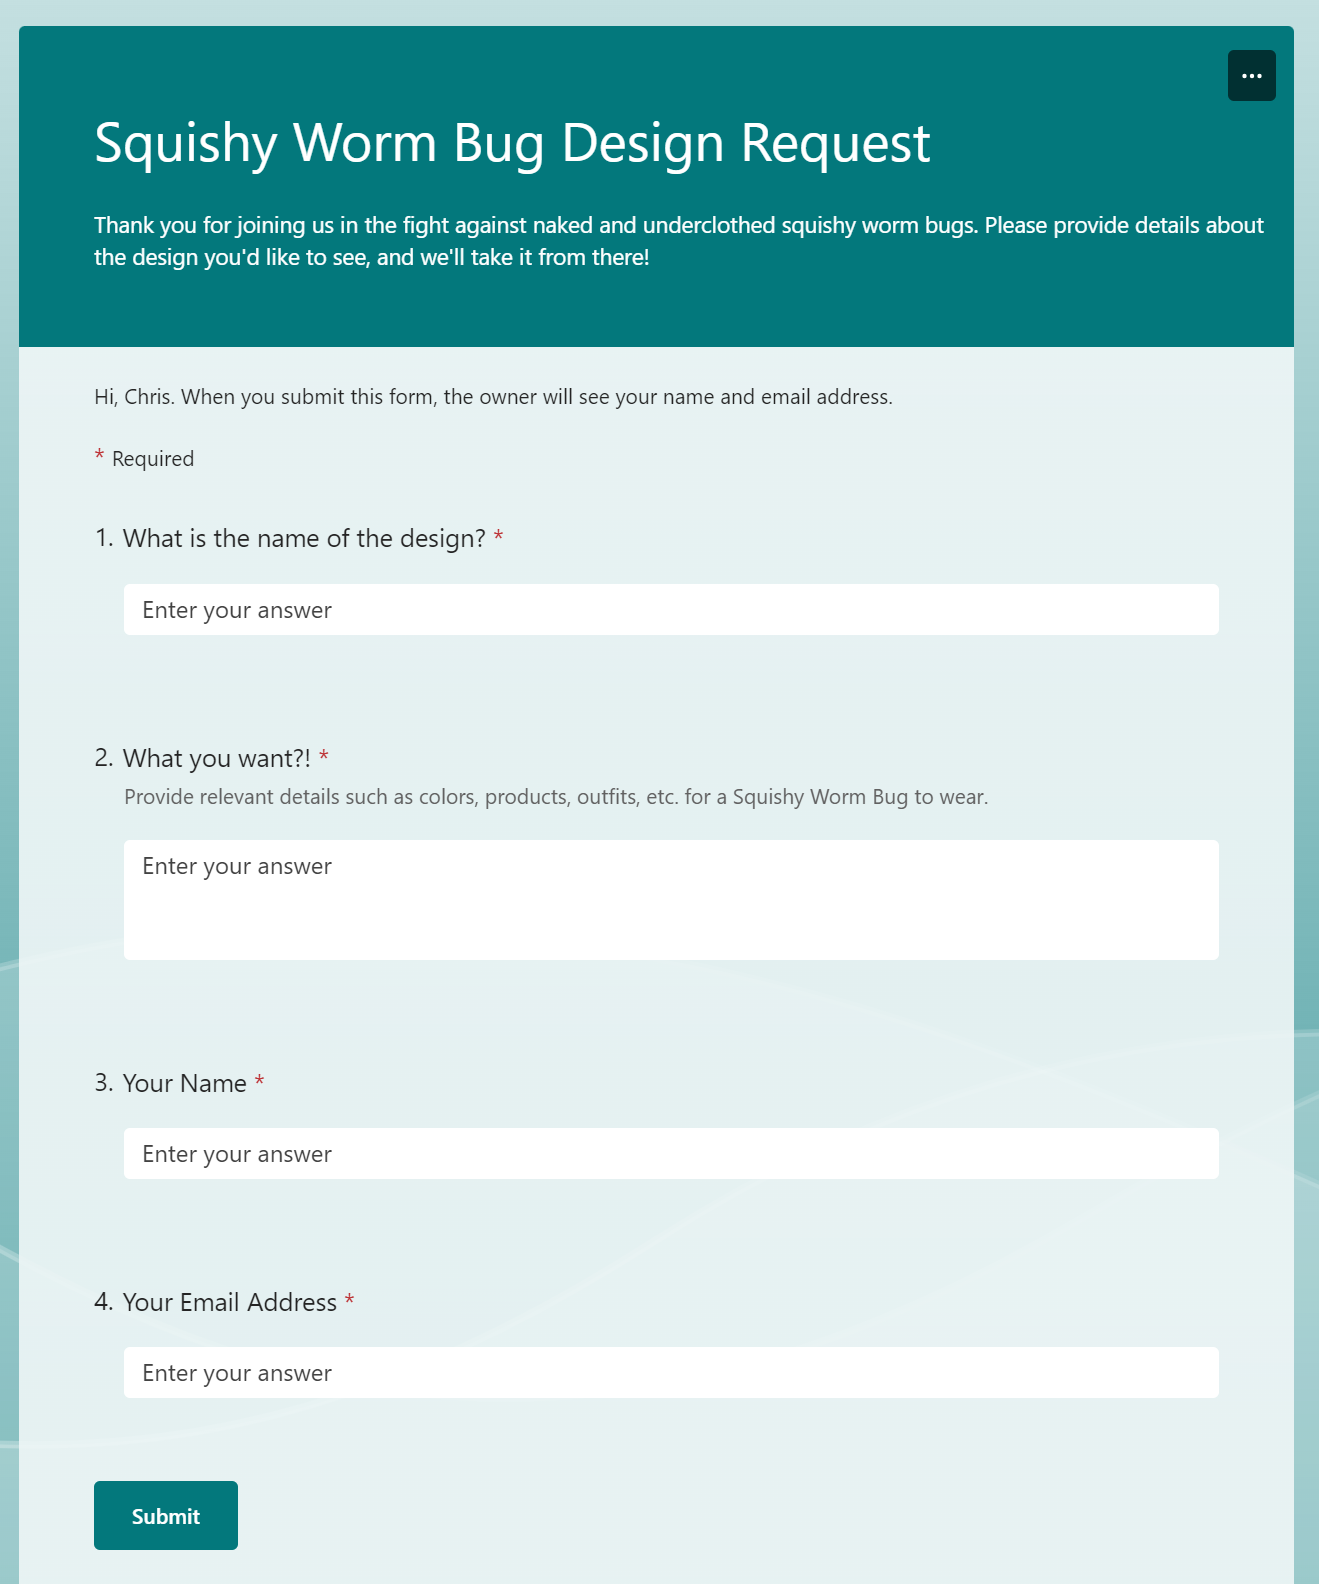 ...
Squishy Worm Bug Design Request
Thank you for joining us in the fight against naked and underclothed squishy worm bugs. Please provide details about
the design you'd like to see, and we'll take it from there!
Hi, Chris. When you submit this form, the owner will see your name and email address.
* Required
1. What is the name of the design? *
Enter your answer
2. What you want?! *
Provide relevant details such as colors, products, outfits, etc. for a Squishy Worm Bug to wear.
Enter your answer
3. Your Name *
Enter your answer
4. Your Email Address *
Enter your answer
Submit